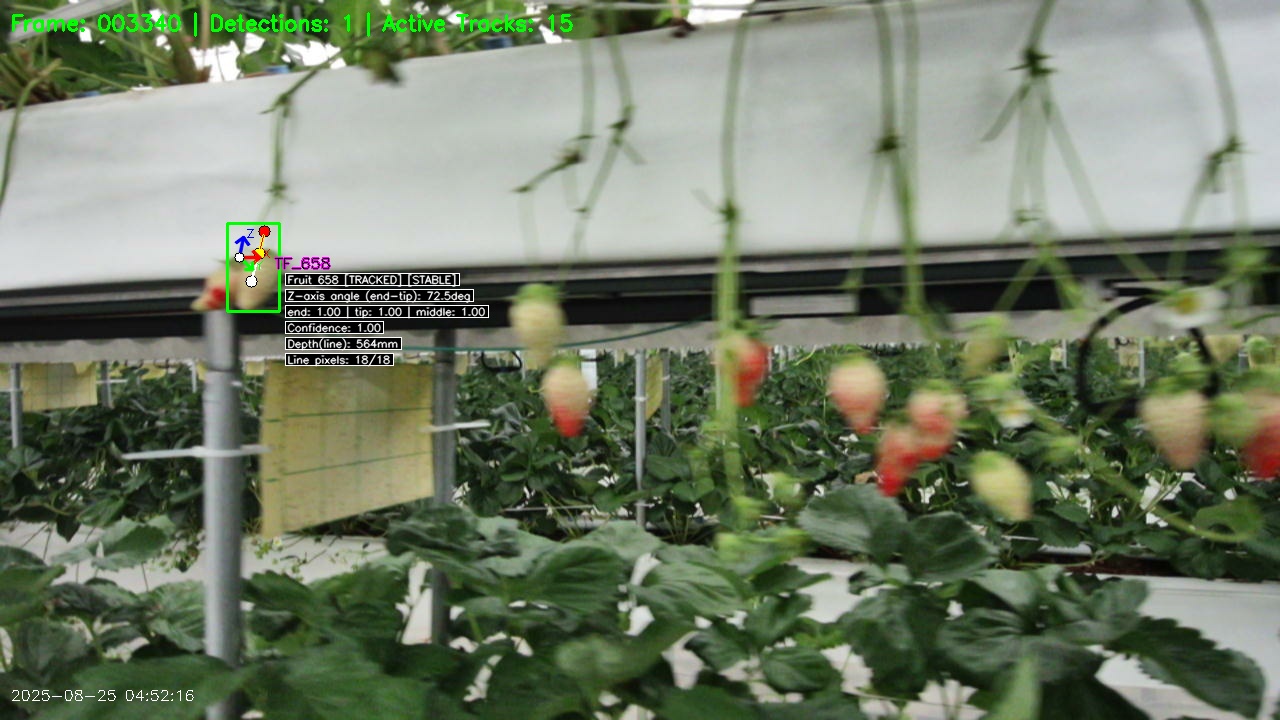 Frame: 003340 | Detections: 1 | Active Tracks: 15
Z
TF_658
Fruit 658 [TRACKED] [STABLE]
Z-axis angle (end-tip): 72.5deg
end: 1.00 | tip: 1.00 | middle: 1.00
Confidence: 1.00
Depth(line): 564mm
Line pixels: 18/18
2025-08-25 04:52:16